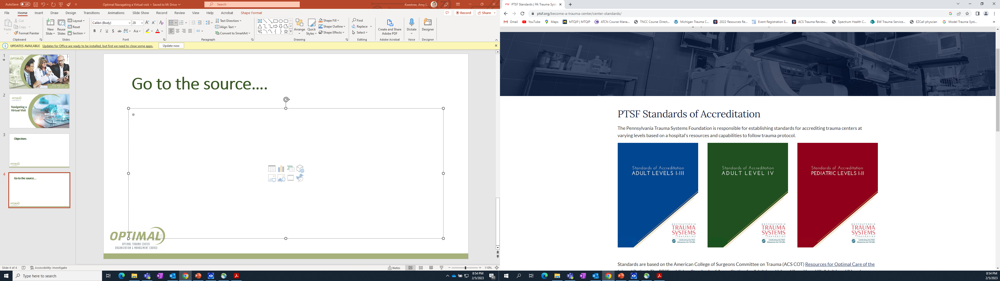 AutoSave Off
Optimal Navagating a Virtual visit • Saved to M: Drive
Search
Koestner, Amy L.
File Home Insert Draw Design Transitions Animations Slide Show Record Review View Help Acrobat Shape Format
Record Share
Paste
Cut
Copy
Format Painter
Clipboard
New
Slide
Reuse
Slides
Layout
Reset
Section
Slides
Calibri (Body) 28
Font
Paragraph
Text Direction
Align Text
Convert to SmartArt
Arrange
Quick
Styles
Shape Fill
Shape Outline
Shape Effects
Drawing
Find
Replace
Select
Editing
Create and Share
Adobe PDF
Adobe Acrobat
Dictate
Voice
Designer
Designer
UPDATES AVAILABLE Updates for Office are ready to be installed, but first we need to close some apps. Update now
1
OPTIMAL
2
OPTIMAL
Navigating a
Virtual Visit
3
Objectives
OPTIMAL
4
Go to the source....
OPTIMAL
Go to the source....
OPTIMAL
OPTIMAL TRAUMA CENTER
ORGANIZATION & MANAGEMENT COURSE
Slide 4 of 4 Accessibility: Investigate
Notes 110%
Type here to search
8:54 PM
2/5/2023
41
PTSF Standards | PA Trauma Syst
ptsf.org/become-a-trauma-center/center-standards/
Gmail YouTube Maps MTQIP | MTQIP ATCN Course Mana... TNCC Course Direct... Michigan Trauma C... 2022 Resources Re... Event Registration S... ACS Trauma Review... Spectrum Health C... BW Trauma Service... EZCall physcian Model Trauma Syst...
PTSF Standards of Accreditation
The Pennsylvania Trauma Systems Foundation is responsible for establishing standards for accrediting trauma centers at
varying levels based on a hospital's resources and capabilities to follow trauma protocol.
Standards of Accreditation
ADULT LEVELS I-III
pennsylvania
TRAUMA
SYSTEMS
foundation
Celebrating the PAST.
Advancing the FUTURE.
Standards of Accreditation
ADULT LEVEL IV
pennsylvania
TRAUMA
SYSTEMS
foundation
Celebrating the PAST.
Advancing the FUTURE.
Standards of Accreditation
PEDIATRIC LEVELS I-II
pennsylvania
TRAUMA
SYSTEMS
foundation
Celebrating the PAST.
Advancing the FUTURE.
Standards are based on the American College of Surgeons Committee on Trauma (ACS COT) Resources for Optimal Care of the
8:54 PM
2/5/2023